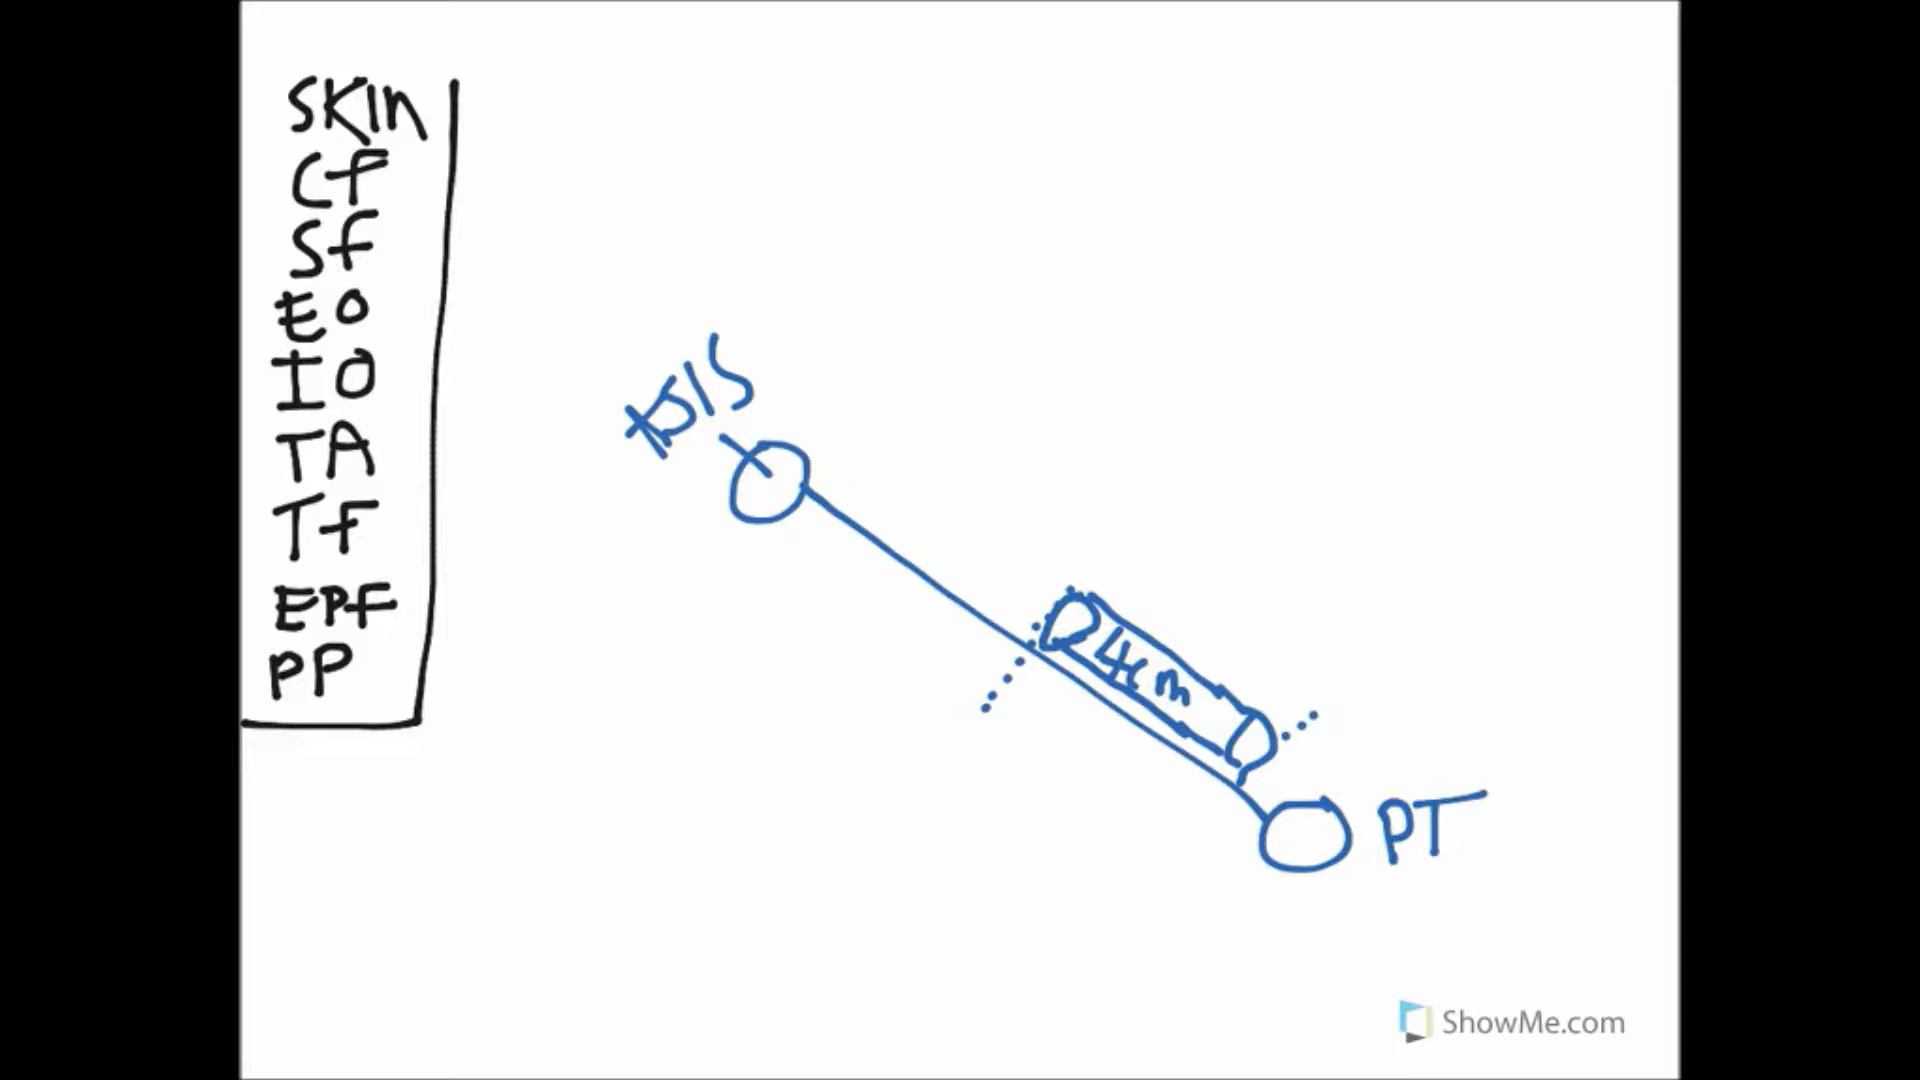 SKIn
Cf
Sf
EO
IO
TA
Tf
EPF
PP
ASIS
4cm
PT
ShowMe.com